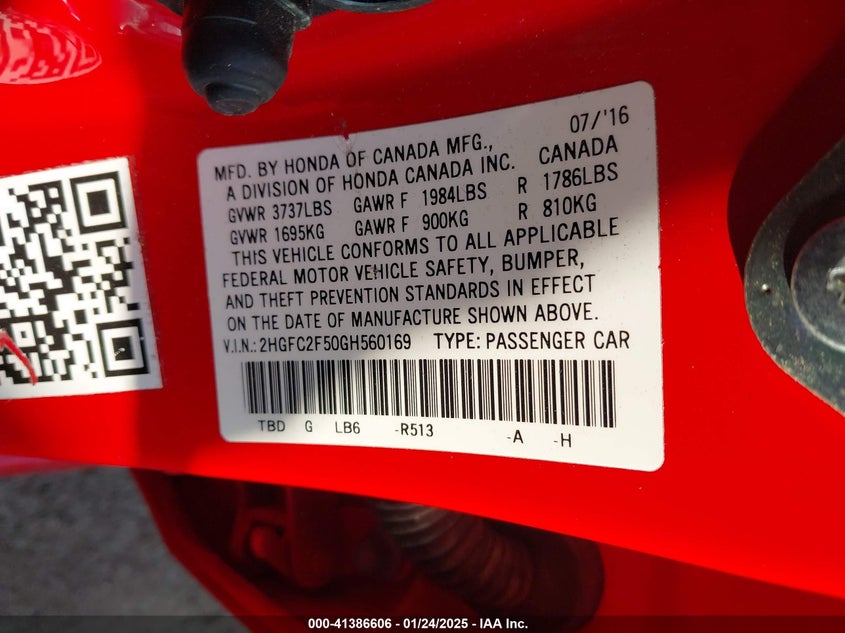 07/'16
MFD. BY HONDA OF CANADA MFG.,
A DIVISION OF HONDA CANADA INC. CANADA
GVWR 3737LBS GAWR F 1984LBS R 1786LBS
GVWR 1695KG GAWR F 900KG R 810KG
THIS VEHICLE CONFORMS TO ALL APPLICABLE
FEDERAL MOTOR VEHICLE SAFETY, BUMPER,
AND THEFT PREVENTION STANDARDS IN EFFECT
ON THE DATE OF MANUFACTURE SHOWN ABOVE.
V.I.N.: 2HGFC2F50GH560169 TYPE: PASSENGER CAR
TBD G LB6 -R513 -A -H
000-41386606 / 01/24/2025 - © IAA Inc.